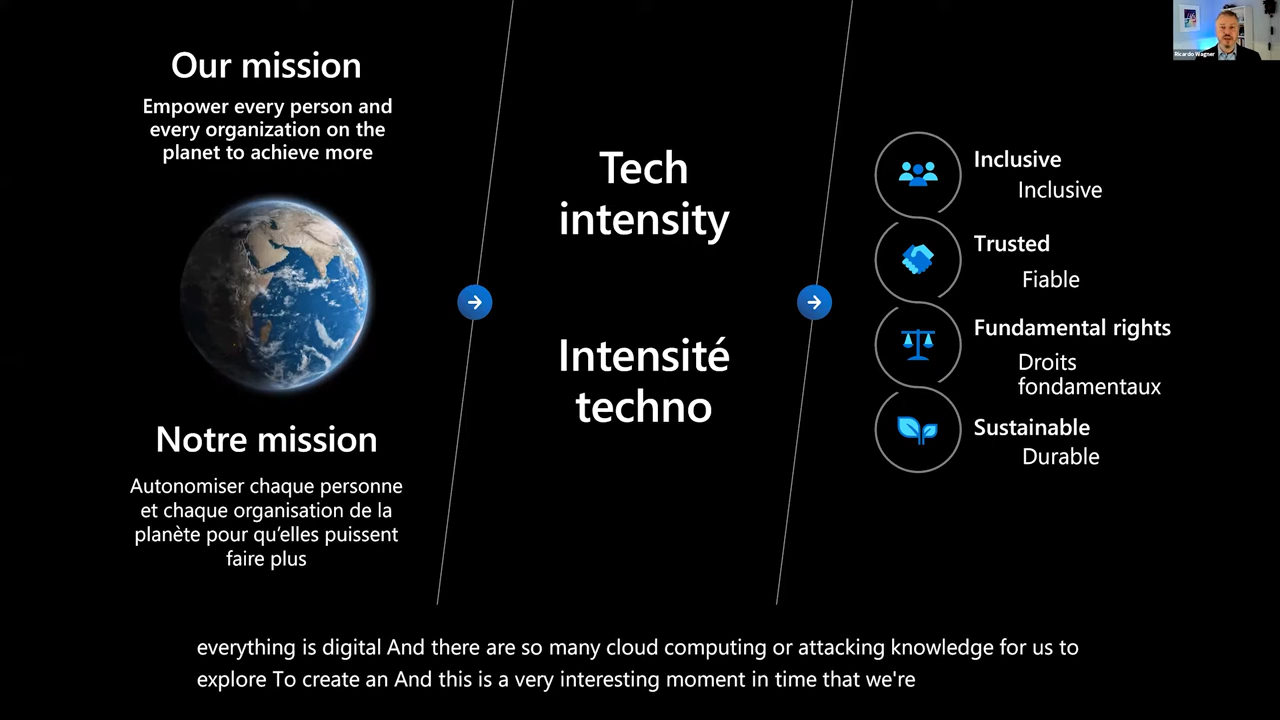 Our mission
Empower every person and
every organization on the
planet to achieve more
Notre mission
Autonomiser chaque personne
et chaque organisation de la
planète pour qu'elles puissent
faire plus
Tech
intensity
Intensité
techno
Inclusive
Inclusive
Trusted
Fiable
Fundamental rights
Droits
fondamentaux
Sustainable
Durable
Ricardo Wagner
everything is digital And there are so many cloud computing or attacking knowledge for us to
explore To create an And this is a very interesting moment in time that we're